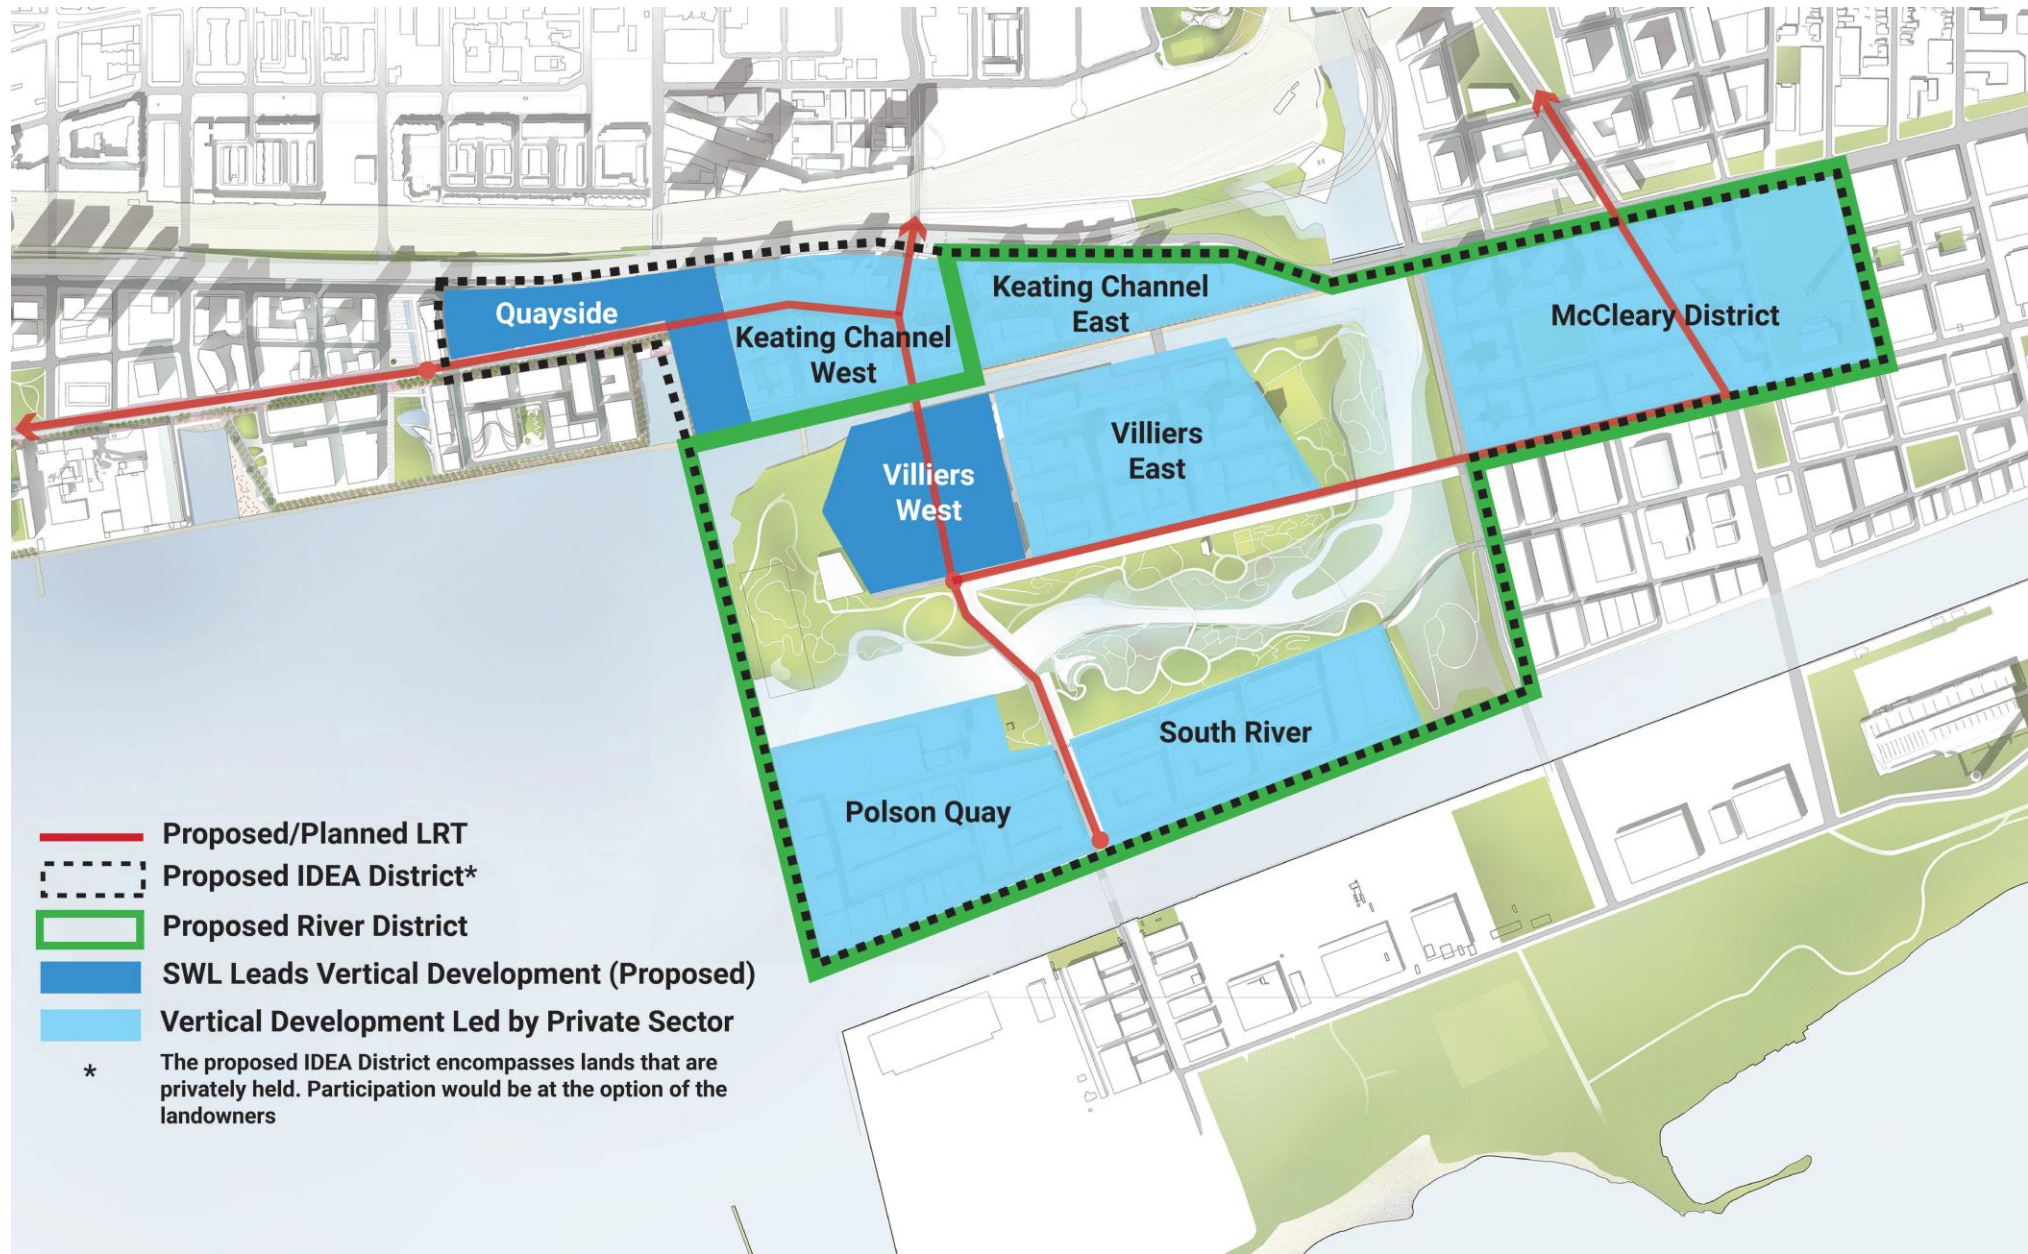 Quayside
Keating Channel
West
Keating Channel
East
McCleary District
Villiers
West
Villiers
East
South River
Polson Quay
Proposed/Planned LRT
Proposed IDEA District*
Proposed River District
SWL Leads Vertical Development (Proposed)
Vertical Development Led by Private Sector
* The proposed IDEA District encompasses lands that are
privately held. Participation would be at the option of the
landowners